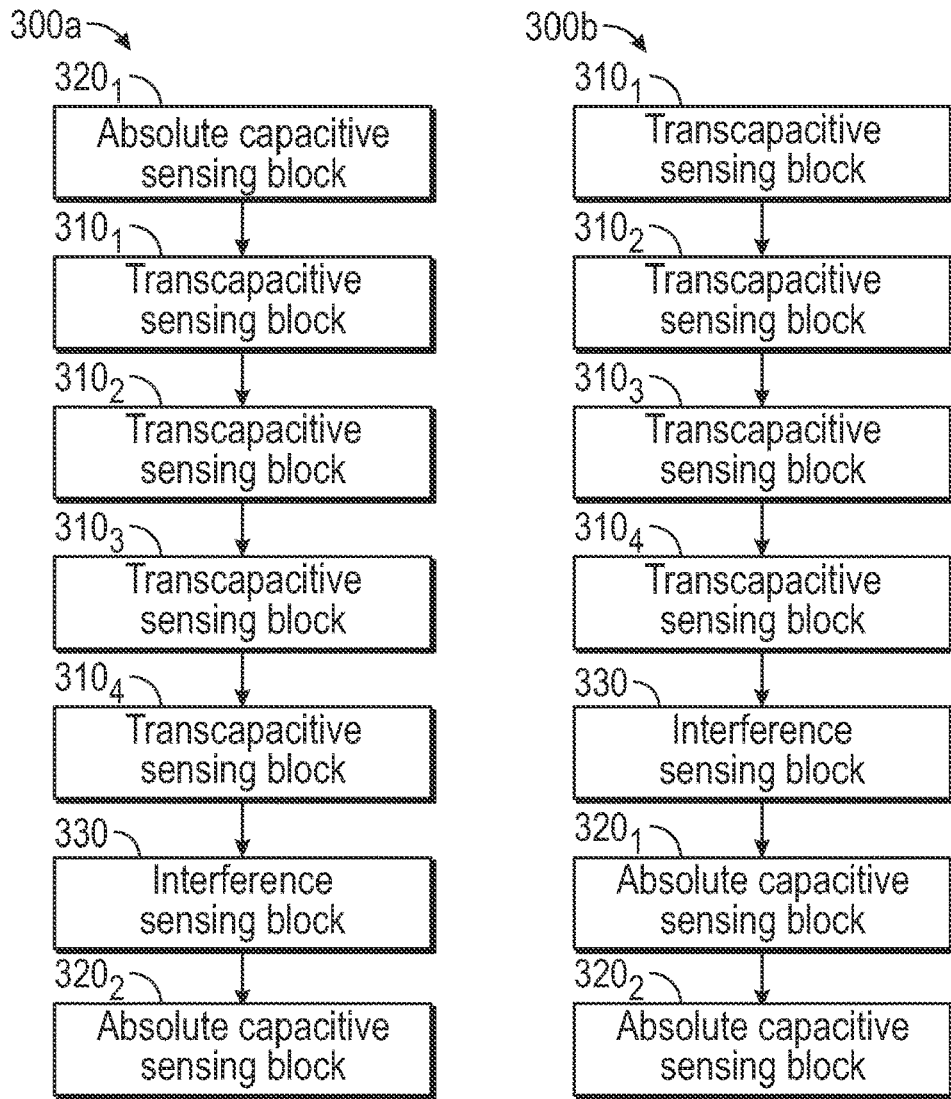 300a
320₁
Absolute capacitive
sensing block
310₁
Transcapacitive
sensing block
310₂
Transcapacitive
sensing block
310₃
Transcapacitive
sensing block
310₄
Transcapacitive
sensing block
330
Interference
sensing block
320₂
Absolute capacitive
sensing block
300b
310₁
Transcapacitive
sensing block
310₂
Transcapacitive
sensing block
310₃
Transcapacitive
sensing block
310₄
Transcapacitive
sensing block
330
Interference
sensing block
320₁
Absolute capacitive
sensing block
320₂
Absolute capacitive
sensing block